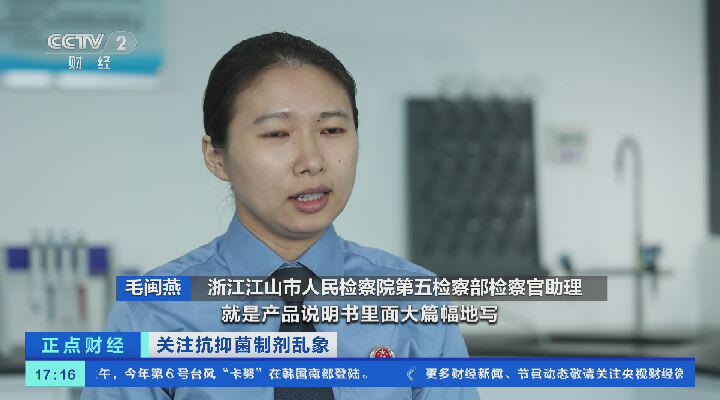 CCTV 2
财经
毛闽燕 浙江江山市人民检察院第五检察部检察官助理
就是产品说明书里面大篇幅地写
正点财经 关注抗抑菌制剂乱象
17:16 午，今年第6号台风“卡努”在韩国南部登陆。 更多财经新闻、节目动态敬请关注央视财经